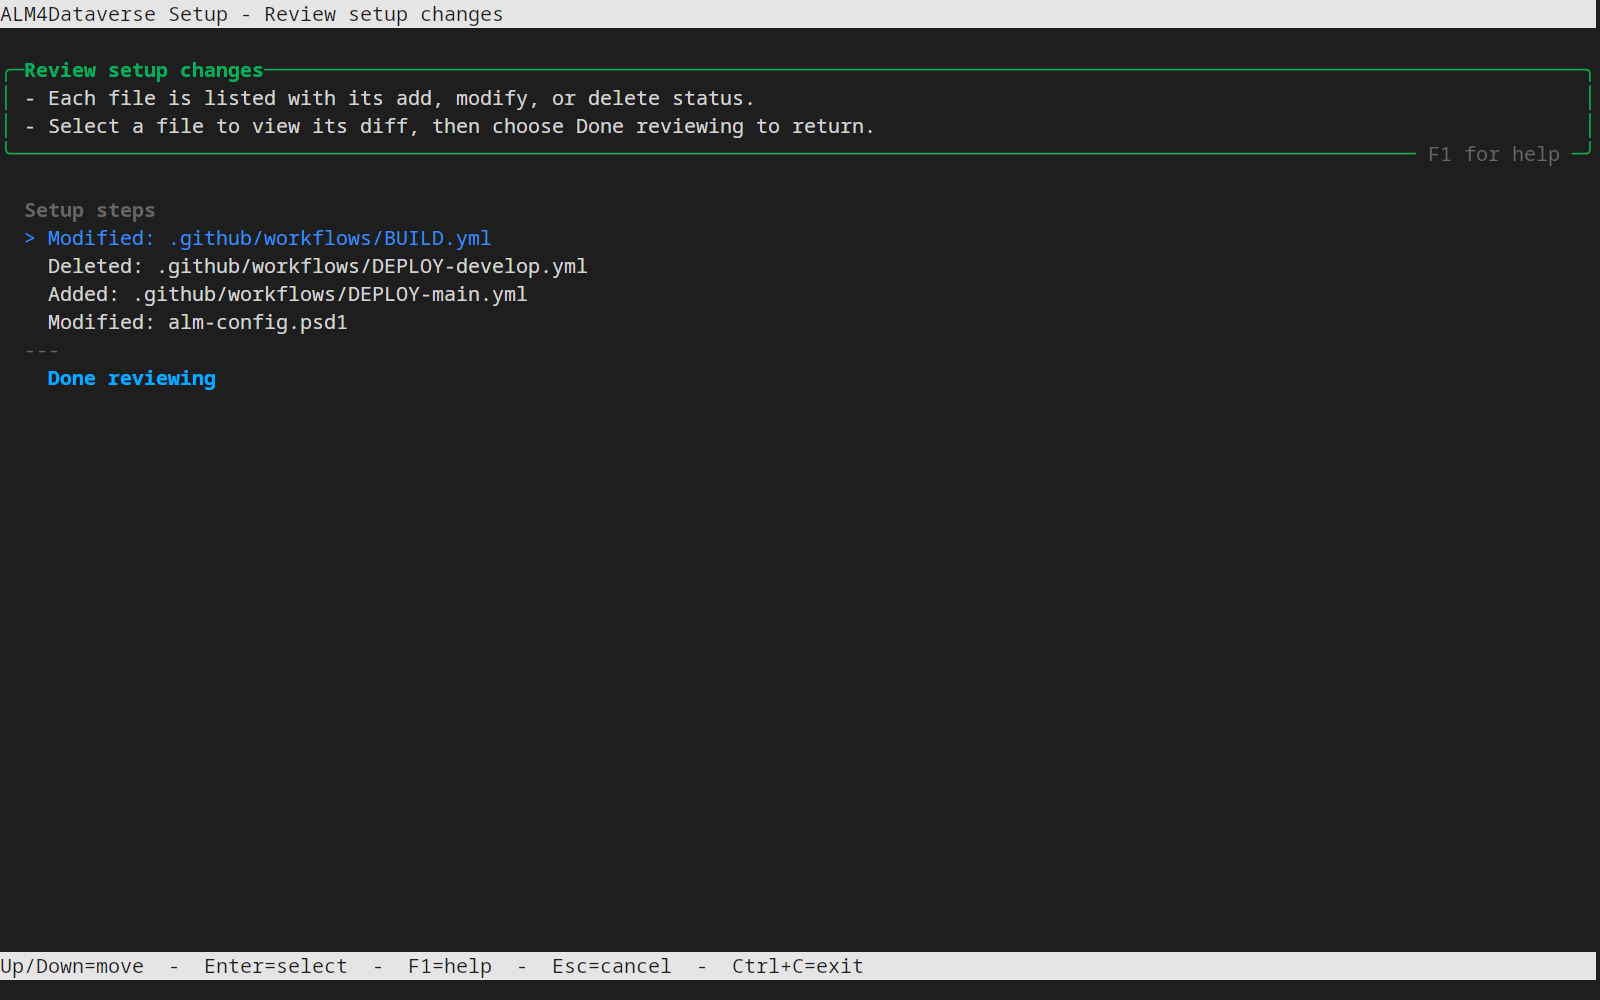 ALM4Dataverse Setup - Review setup changes
Review setup changes
- Each file is listed with its add, modify, or delete status.
- Select a file to view its diff, then choose Done reviewing to return.
F1 for help
Setup steps
> Modified: .github/workflows/BUILD.yml
Deleted: .github/workflows/DEPLOY-develop.yml
Added: .github/workflows/DEPLOY-main.yml
Modified: alm-config.psd1
---
Done reviewing
Up/Down=move  -  Enter=select  -  F1=help  -  Esc=cancel  -  Ctrl+C=exit